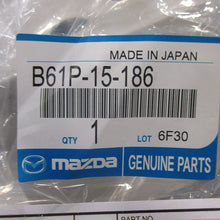 MADE IN JAPAN
B61P-15-186
QTY 1 LOT 6F30
mazda GENUINE PARTS
PART NO